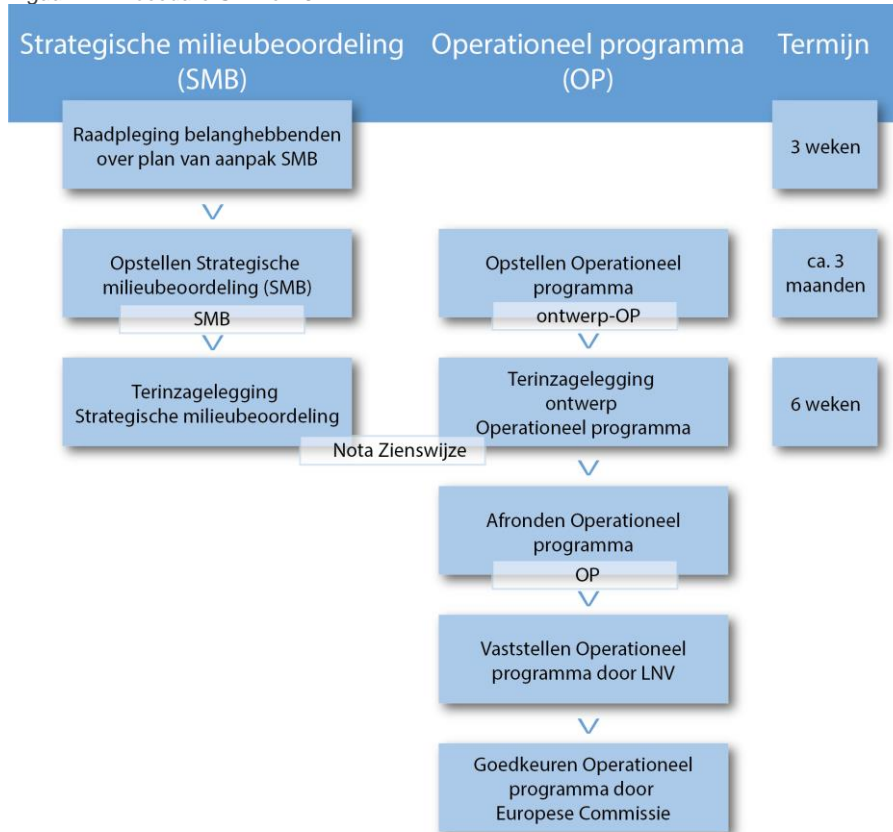 Strategische milieubeoordeling
(SMB)
Operationeel programma
(OP)
Termijn
Raadpleging belanghebbenden
over plan van aanpak SMB
3 weken
Opstellen Strategische
milieubeoordeling (SMB)
SMB
Opstellen Operationeel
programma
ontwerp-OP
ca. 3
maanden
Terinzagelegging
Strategische milieubeoordeling
Terinzagelegging
ontwerp
Operationeel programma
6 weken
Nota Zienswijze
Afronden Operationeel
programma
OP
Vaststellen Operationeel
programma door LNV
Goedkeuren Operationeel
programma door
Europese Commissie